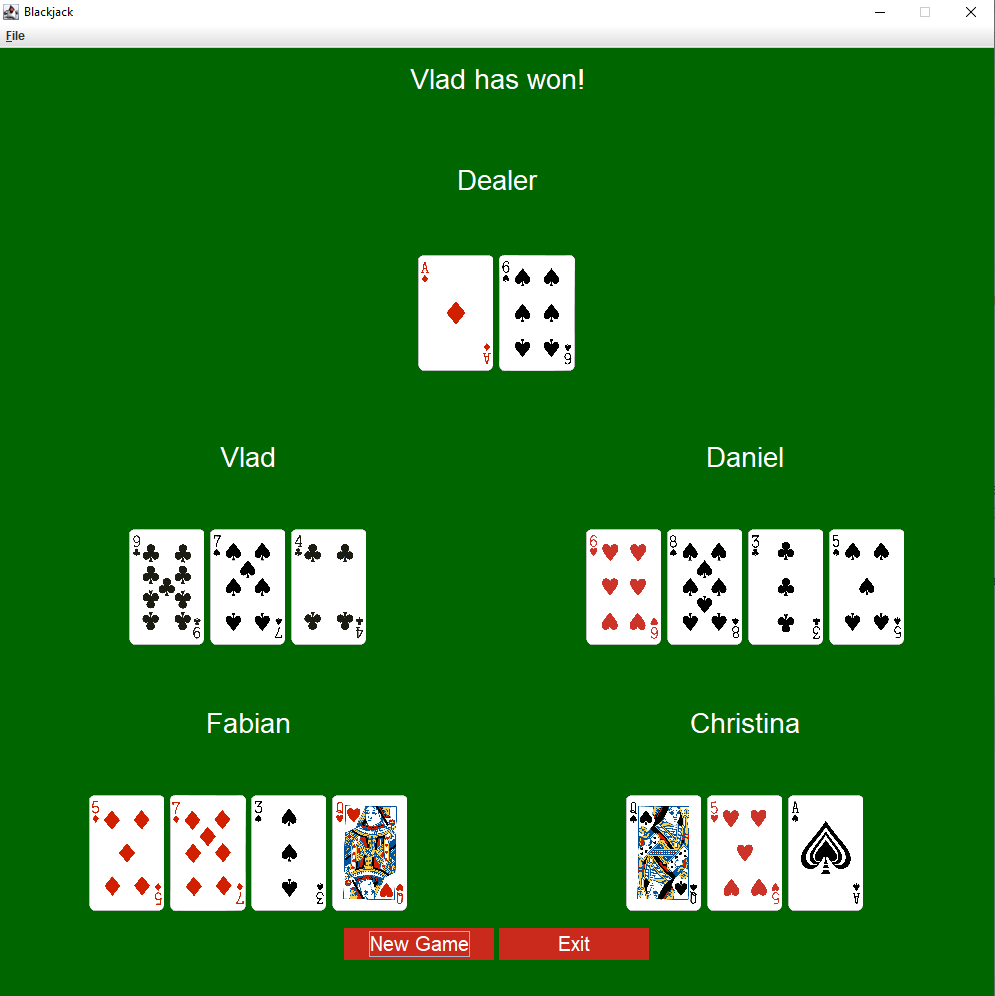 Blackjack
File
Vlad has won!
Dealer
A A
6 6
Vlad
Daniel
9 9
7 7
4 4
6 6
8 8
3 3
5 5
Fabian
Christina
5 5
7 7
3 3
Q Q
Q Q
5 5
A A
New Game
Exit